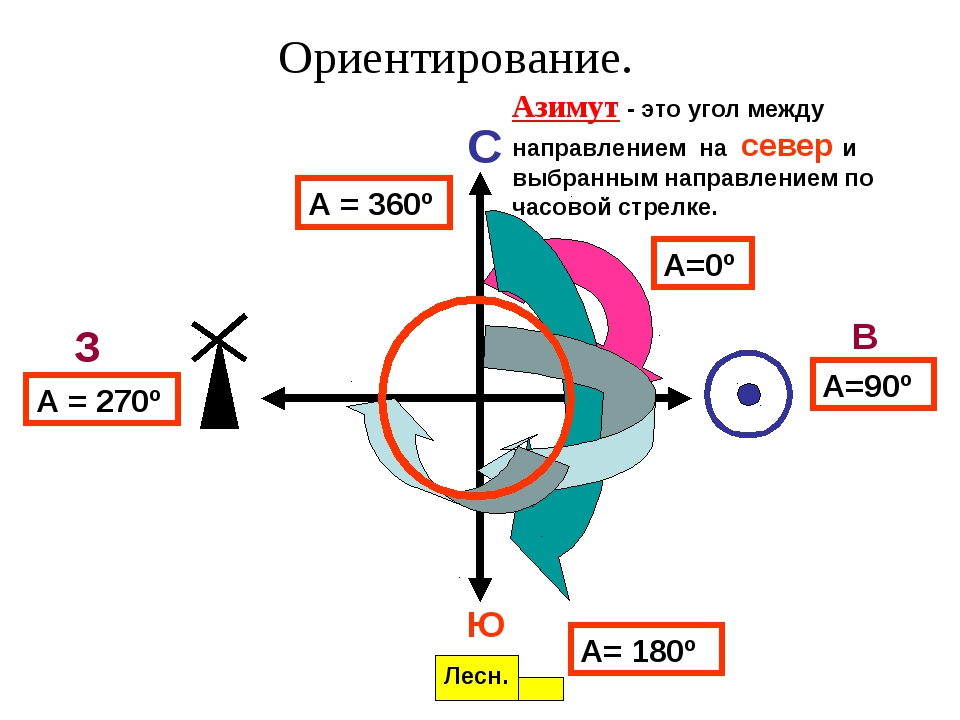 Ориентирование.
Азимут - это угол между
направлением на север и
выбранным направлением по
часовой стрелке.
С
А = 360º
А=0º
З
В
А = 270º
А=90º
Ю
А= 180º
Лесн.